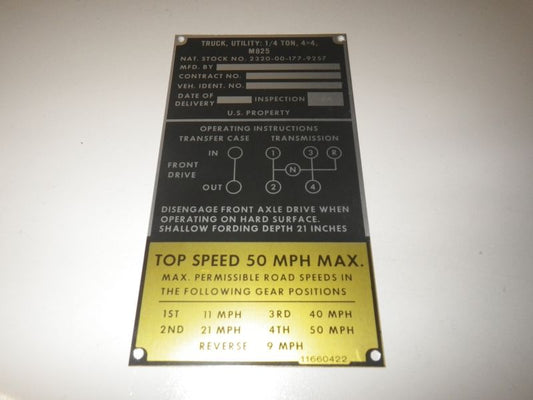 TRUCK, UTILITY: 1/4 TON, 4×4,
M825
NAT. STOCK NO. 2320-00-177-9257
MFD. BY
CONTRACT NO.
VEH. IDENT. NO.
DATE OF
DELIVERY
INSPECTION
U.S. PROPERTY
OPERATING INSTRUCTIONS
TRANSFER CASE TRANSMISSION
IN 1 3 R
FRONT
DRIVE
N
OUT 2 4
DISENGAGE FRONT AXLE DRIVE WHEN
OPERATING ON HARD SURFACE.
SHALLOW FORDING DEPTH 21 INCHES
TOP SPEED 50 MPH MAX.
MAX. PERMISSIBLE ROAD SPEEDS IN
THE FOLLOWING GEAR POSITIONS
1ST 11 MPH 3RD 40 MPH
2ND 21 MPH 4TH 50 MPH
REVERSE 9 MPH
11660422